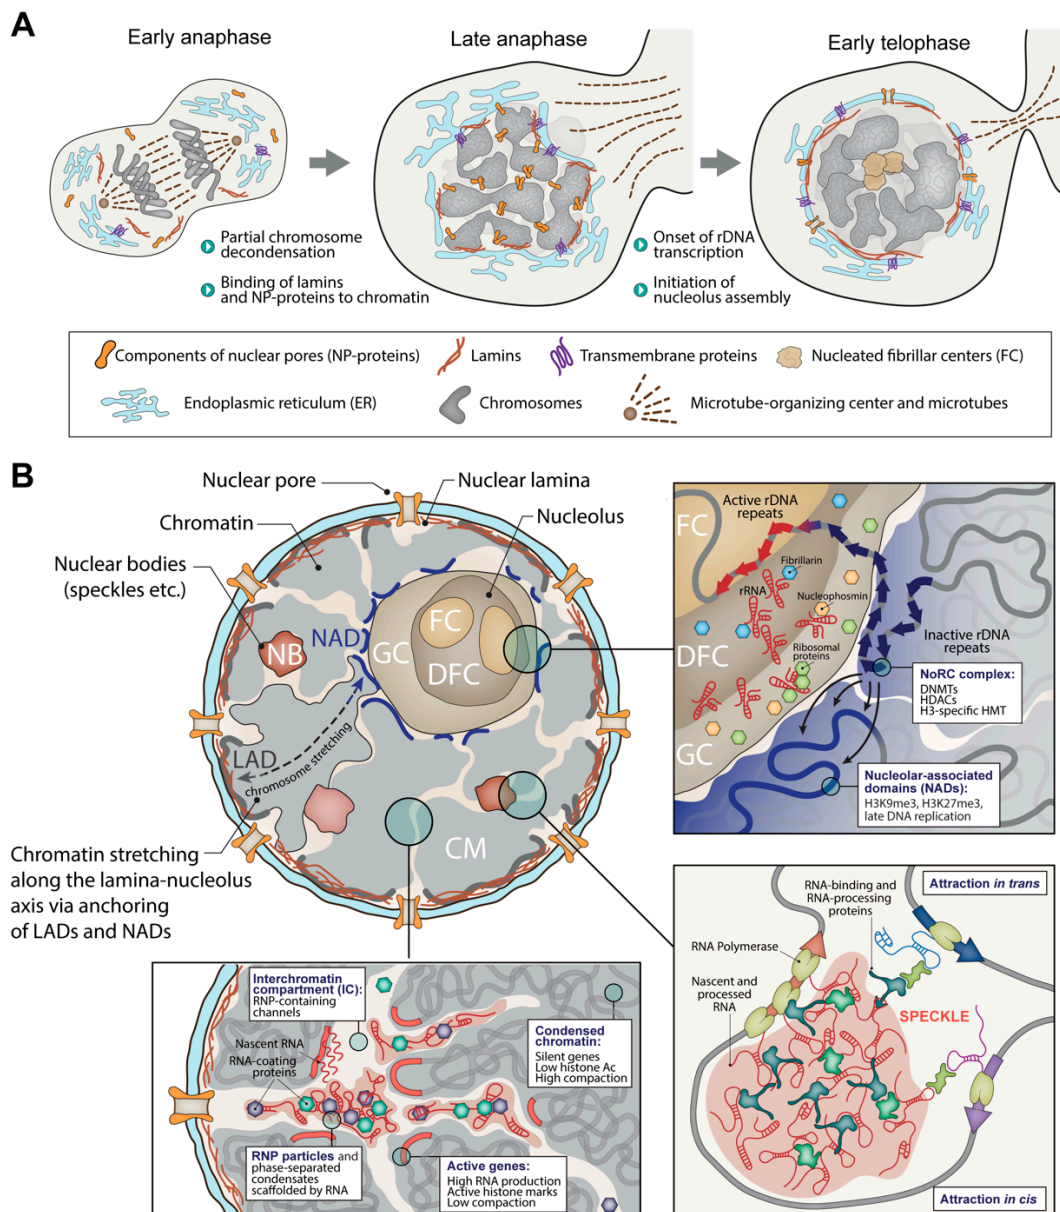 A
Early anaphase
Late anaphase
Early telophase
Partial chromosome
decondensation
Binding of lamins
and NP-proteins to chromatin
Onset of rDNA
transcription
Initiation of
nucleolus assembly
Components of nuclear pores (NP-proteins)
Lamins
Transmembrane proteins
Nucleated fibrillar centers (FC)
Endoplasmic reticulum (ER)
Chromosomes
Microtube-organizing center and microtubes
B
Nuclear pore
Nuclear lamina
Chromatin
Nucleolus
Nuclear bodies
(speckles etc.)
NB
NAD
GC
FC
DFC
LAD
chromosome stretching
CM
Chromatin stretching
along the lamina-nucleolus
axis via anchoring
of LADs and NADs
FC
Active rDNA
repeats
Fibrillarin
rRNA
Nucleophosmin
DFC
Ribosomal
proteins
Inactive rDNA
repeats
NoRC complex:
DNMTs
HDACs
H3-specific HMT
GC
Nucleolar-associated
domains (NADs):
H3K9me3, H3K27me3,
late DNA replication
RNA-binding and
RNA-processing
proteins
Attraction in trans
RNA Polymerase
Nascent and
processed
RNA
SPECKLE
Attraction in cis
Interchromatin
compartment (IC):
RNP-containing
channels
Nascent RNA
RNA-coating
proteins
Condensed
chromatin:
Silent genes
Low histone Ac
High compaction
RNP particles and
phase-separated
condensates
scaffolded by RNA
Active genes:
High RNA production
Active histone marks
Low compaction